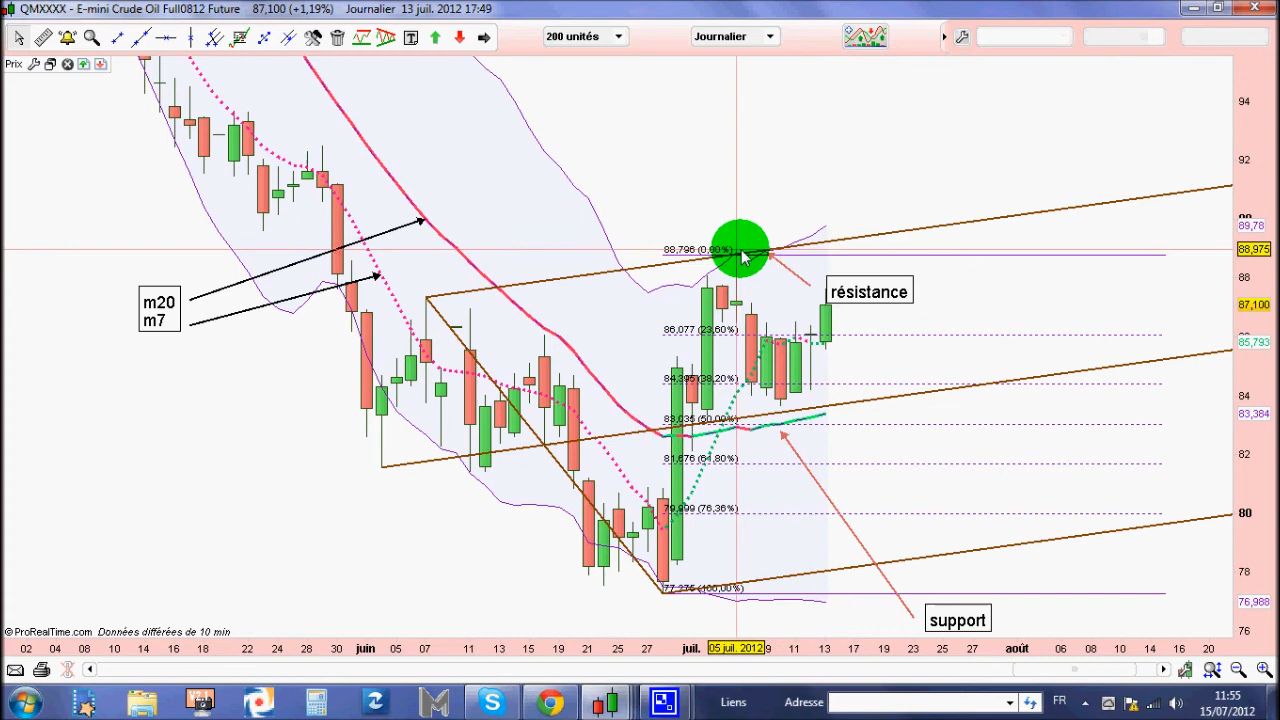 QMXXXX - E-mini Crude Oil Full0812 Future 87,100 (+1,19%) Journalier 13 juil. 2012 17:49
200 unités
Journalier
Prix
94
92
89,78
88,975
88
87,100
85,793
84
83,384
82
80
78
76,988
76
88,796 (0,00%)
86,077 (23,60%)
84,395 (38,20%)
83,035 (50,00%)
81,676 (61,80%)
79,999 (76,36%)
77,275 (100,00%)
résistance
m20
m7
support
© ProRealTime.com Données différées de 10 min
02 04 08 10 14 16 18 22 24 28 30 juin 05 07 11 13 15 19 21 25 27 juil. 05 juil. 2012 9 11 13 17 19 23 25 27 31 août 06 08 10 14 16 20
V2.1
Liens
Adresse
FR
11:55
15/07/2012